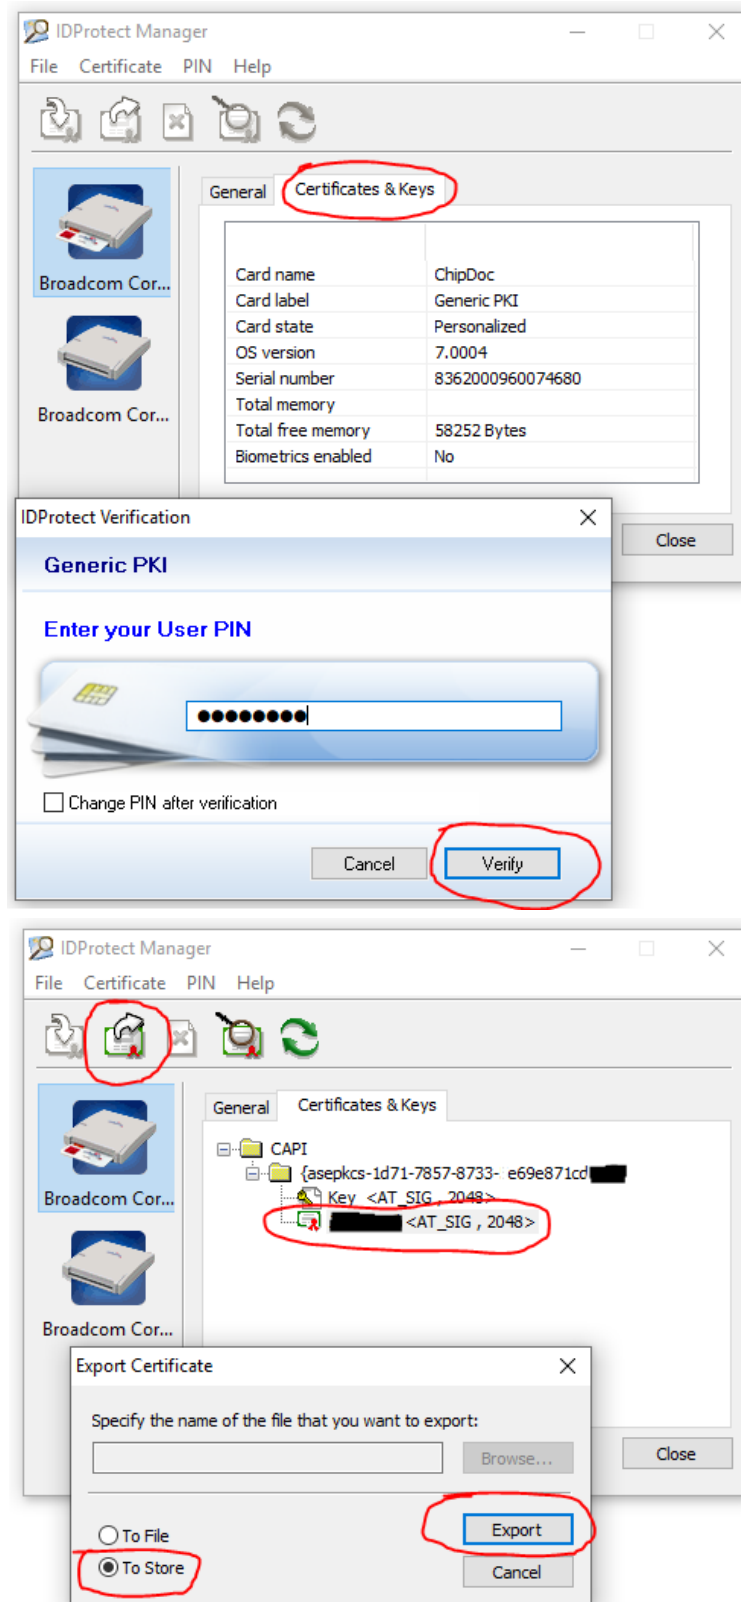 IDProtect Manager
File Certificate PIN Help
General Certificates & Keys
Broadcom Cor...
Broadcom Cor...
Card name ChipDoc
Card label Generic PKI
Card state Personalized
OS version 7.0004
Serial number 8362000960074680
Total memory
Total free memory 58252 Bytes
Biometrics enabled No
Close
IDProtect Verification
Generic PKI
Enter your User PIN
Change PIN after verification
Cancel Verify
IDProtect Manager
File Certificate PIN Help
General Certificates & Keys
Broadcom Cor...
Broadcom Cor...
CAPI
{asepkcs-1d71-7857-8733- e69e871cd
Key <AT_SIG , 2048>
<AT_SIG , 2048>
Close
Export Certificate
Specify the name of the file that you want to export:
Browse...
To File
Export
To Store
Cancel